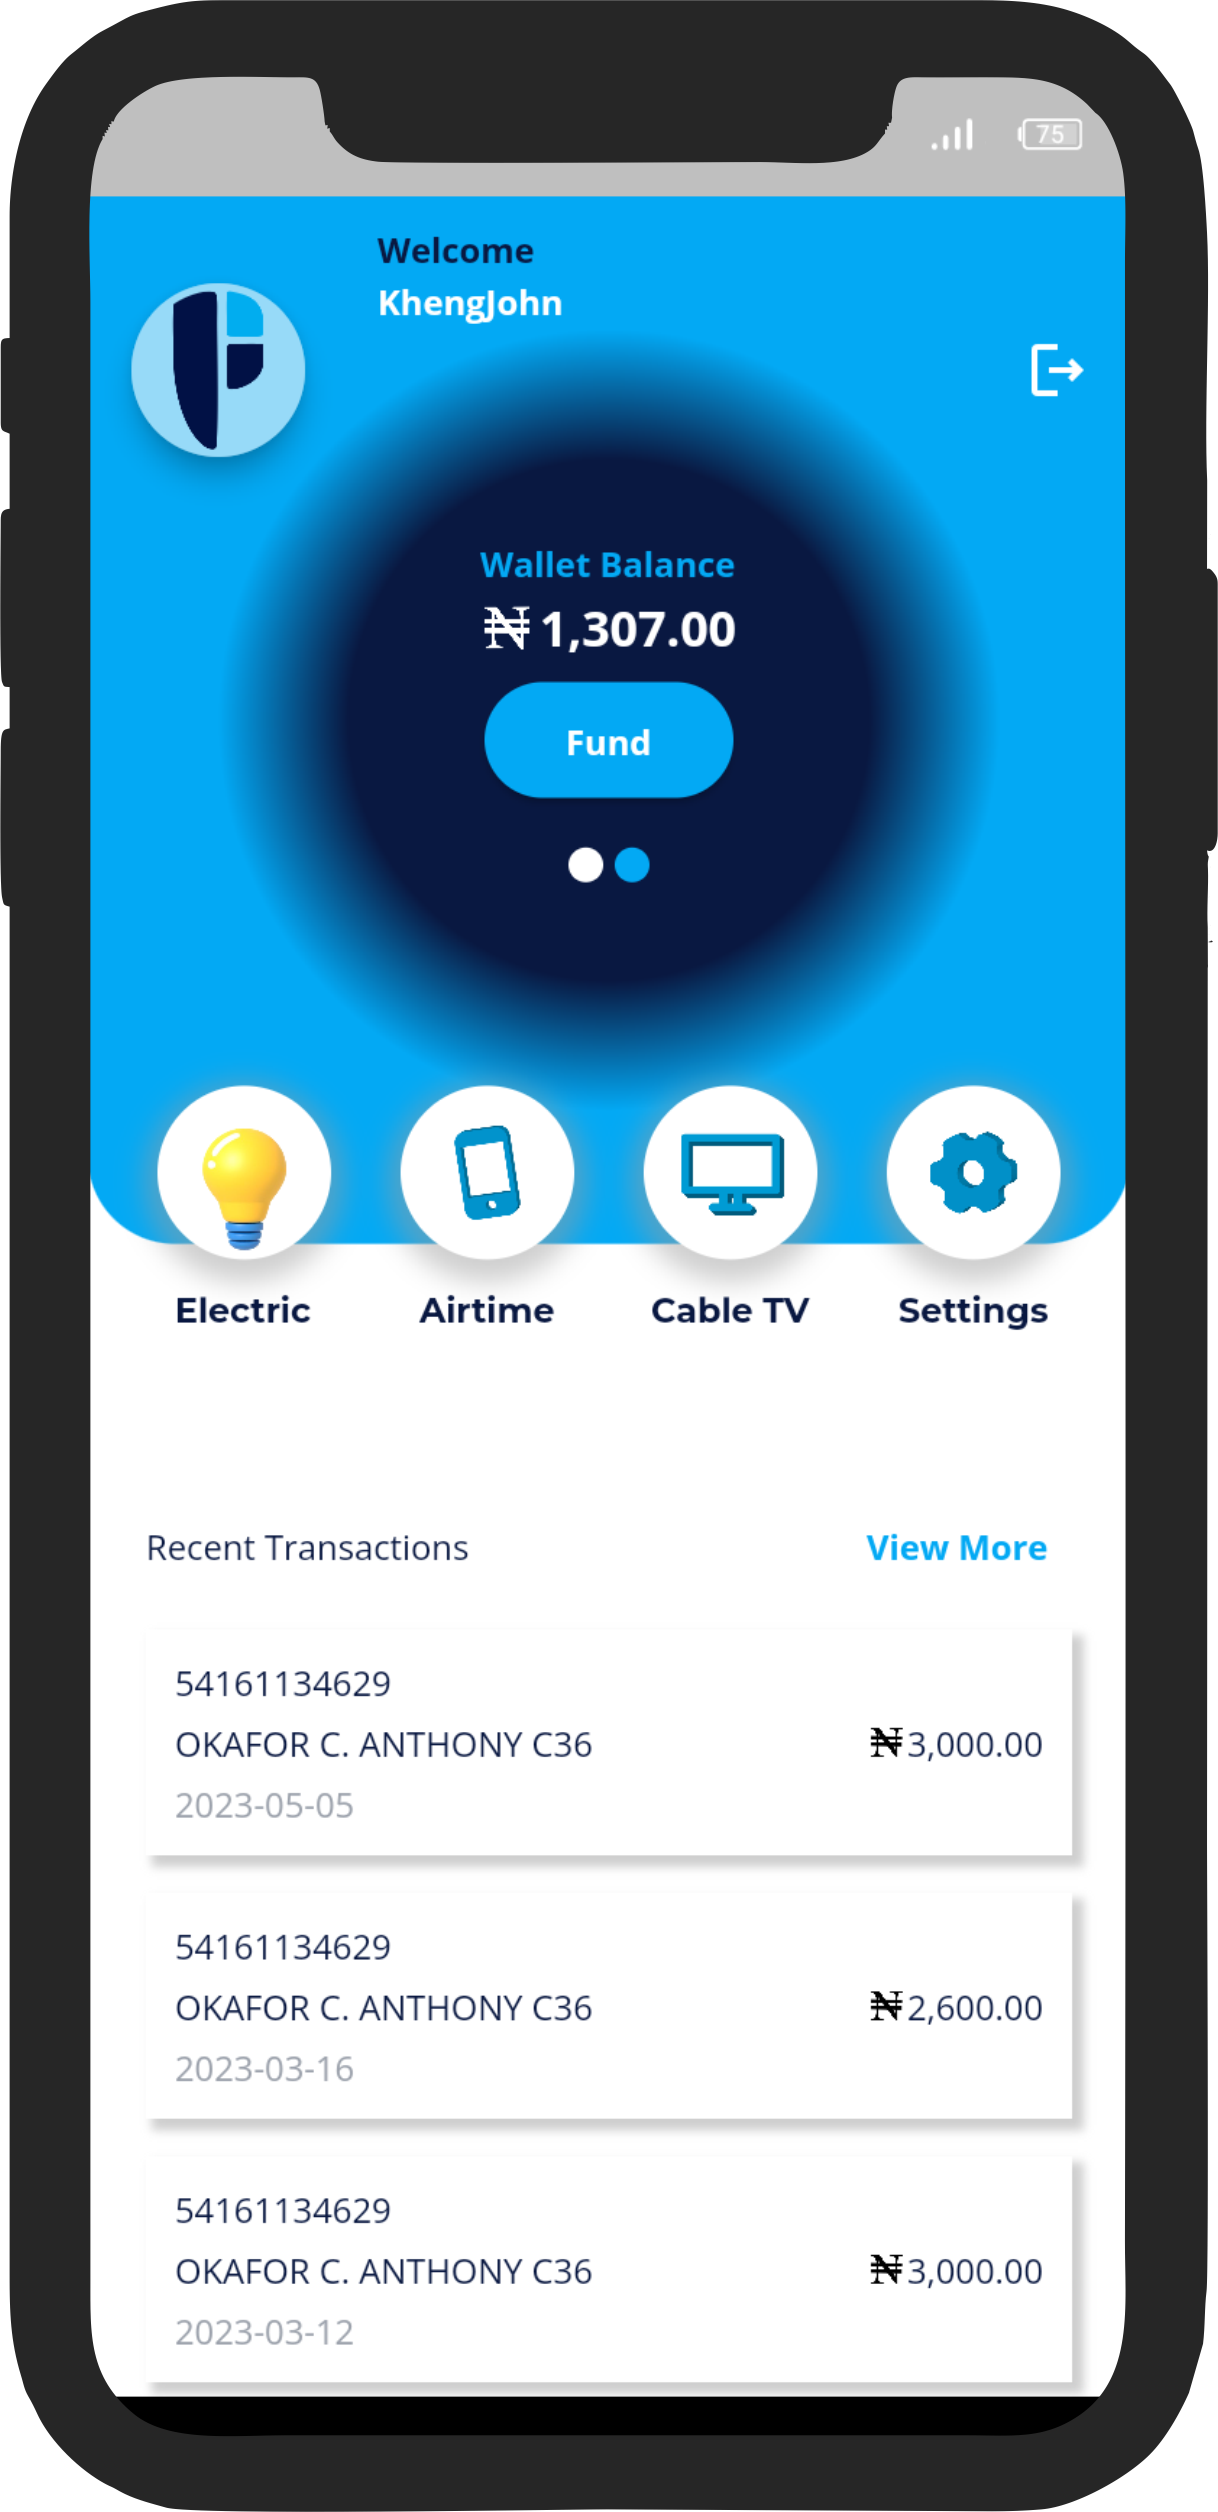 75
Welcome
KhengJohn
Wallet Balance
₦ 1,307.00
Fund
Electric
Airtime
Cable TV
Settings
Recent Transactions
View More
54161134629
OKAFOR C. ANTHONY C36
₦3,000.00
2023-05-05
54161134629
OKAFOR C. ANTHONY C36
₦2,600.00
2023-03-16
54161134629
OKAFOR C. ANTHONY C36
₦3,000.00
2023-03-12